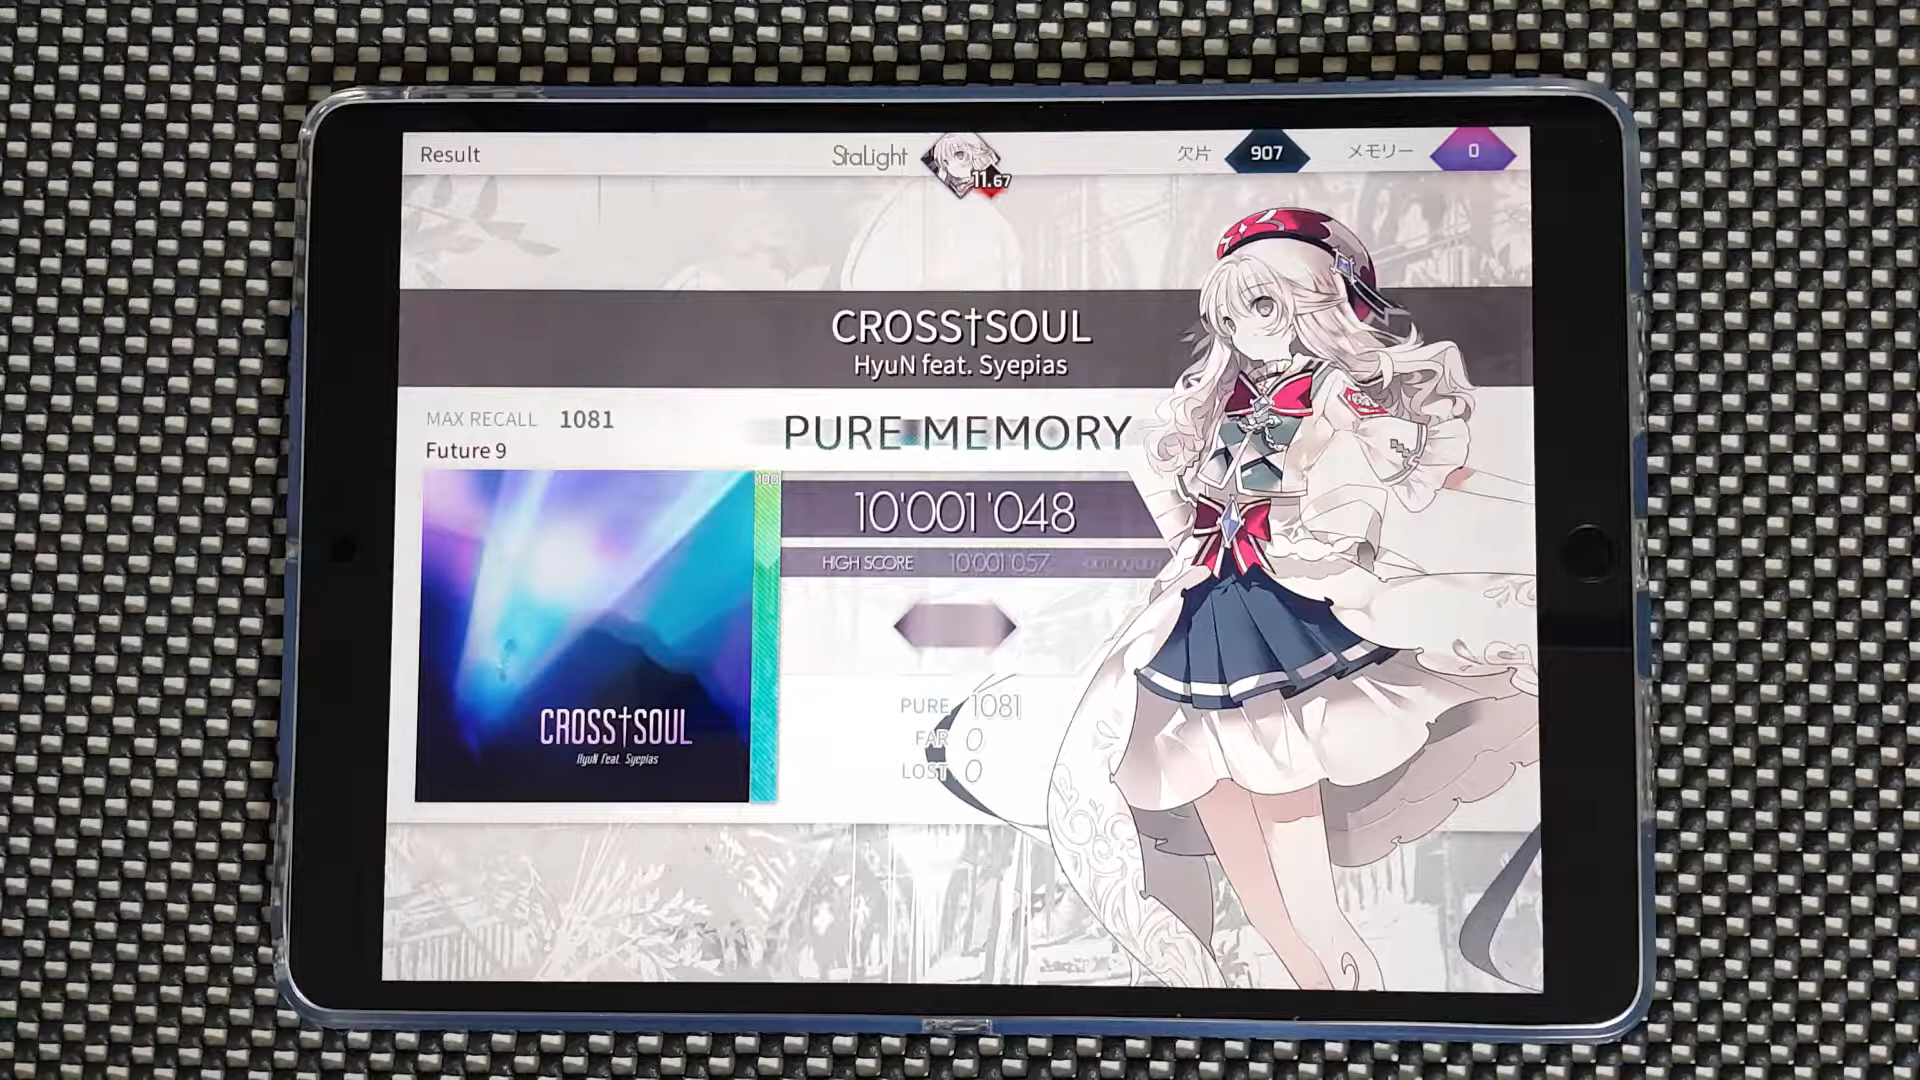 Result
StaLight
11.67
欠片 907
メモリー 0
CROSS†SOUL
HyuN feat. Syepias
MAX RECALL 1081
Future 9
PURE MEMORY
100
10'001'048
HIGH SCORE 10'001'057
CROSS†SOUL
HyuN feat. Syepias
PURE 1081
FAR 0
LOST 0